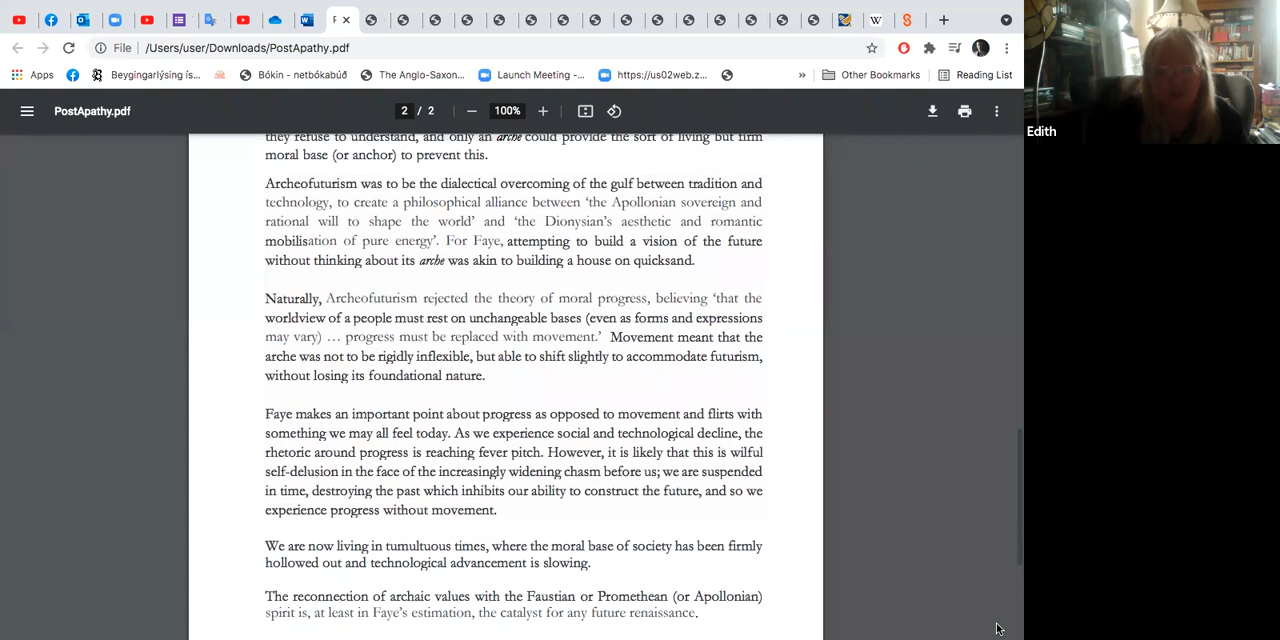 F
File
/Users/user/Downloads/PostApathy.pdf
Apps
Beygingarlýsing ís...
Bókin - netbókabúð
The Anglo-Saxon...
Launch Meeting -...
https://us02web.z...
»
Other Bookmarks
Reading List
PostApathy.pdf
2 / 2
100%
Edith
they refuse to understand, and only an arche could provide the sort of living but firm
moral base (or anchor) to prevent this.
Archeofuturism was to be the dialectical overcoming of the gulf between tradition and
technology, to create a philosophical alliance between ‘the Apollonian sovereign and
rational will to shape the world’ and ‘the Dionysian’s aesthetic and romantic
mobilisation of pure energy’. For Faye, attempting to build a vision of the future
without thinking about its arche was akin to building a house on quicksand.
Naturally, Archeofuturism rejected the theory of moral progress, believing ‘that the
worldview of a people must rest on unchangeable bases (even as forms and expressions
may vary) … progress must be replaced with movement.’ Movement meant that the
arche was not to be rigidly inflexible, but able to shift slightly to accommodate futurism,
without losing its foundational nature.
Faye makes an important point about progress as opposed to movement and flirts with
something we may all feel today. As we experience social and technological decline, the
rhetoric around progress is reaching fever pitch. However, it is likely that this is wilful
self-delusion in the face of the increasingly widening chasm before us; we are suspended
in time, destroying the past which inhibits our ability to construct the future, and so we
experience progress without movement.
We are now living in tumultuous times, where the moral base of society has been firmly
hollowed out and technological advancement is slowing.
The reconnection of archaic values with the Faustian or Promethean (or Apollonian)
spirit is, at least in Faye’s estimation, the catalyst for any future renaissance.